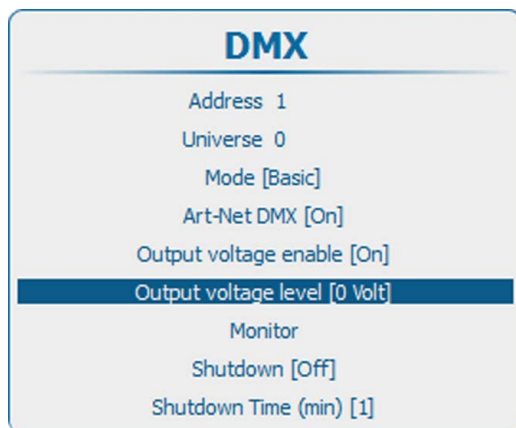 DMX
Address 1
Universe 0
Mode [Basic]
Art-Net DMX [On]
Output voltage enable [On]
Output voltage level [0 Volt]
Monitor
Shutdown [Off]
Shutdown Time (min) [1]